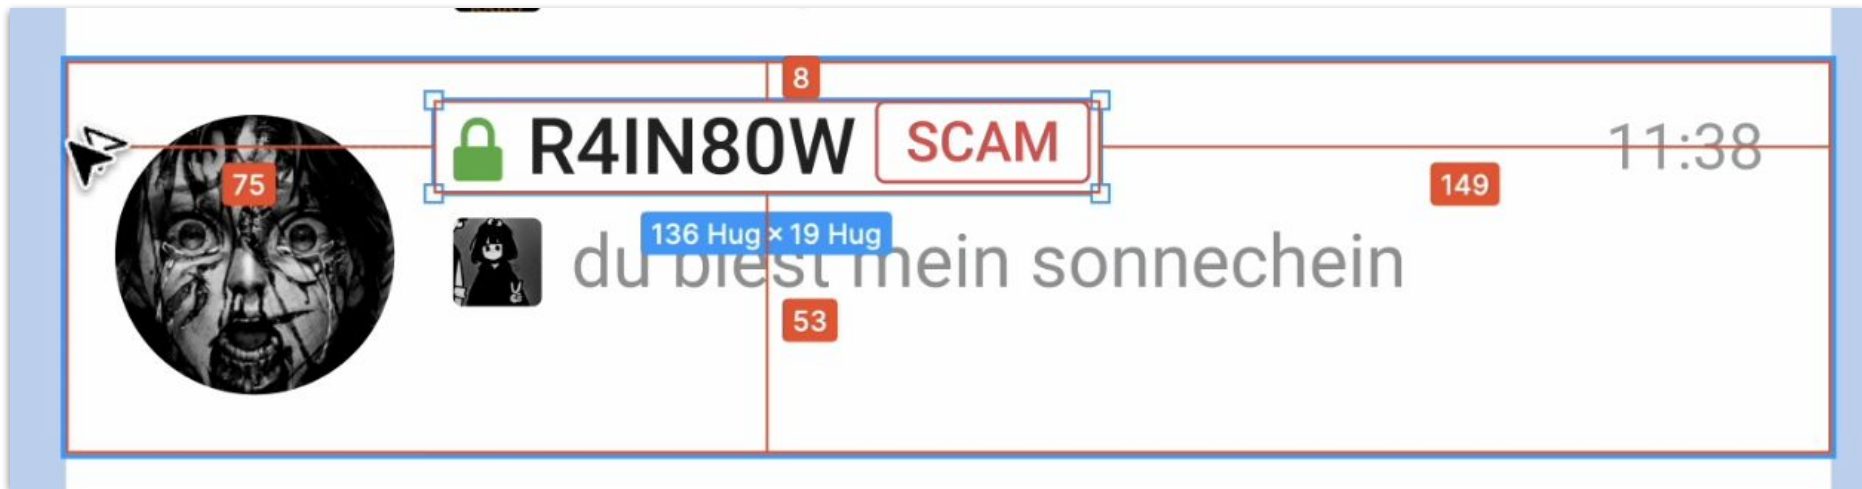 8
R4IN80W SCAM 11:38
75 149
136 Hug × 19 Hug
du biest mein sonnechein
53